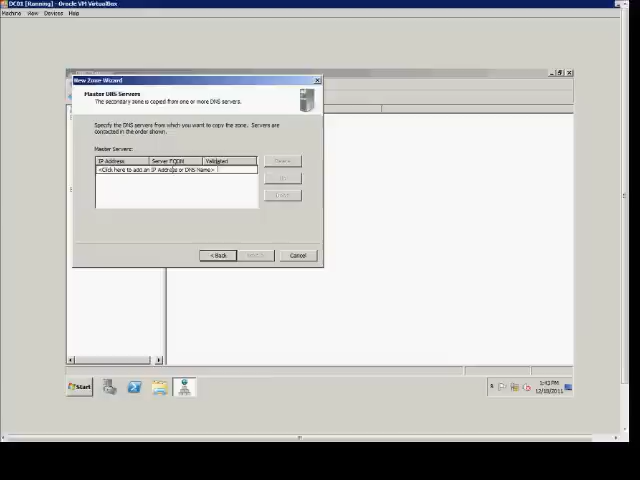 DC01 [Running] - Oracle VM VirtualBox
Machine View Devices Help
New Zone Wizard
Master DNS Servers
The secondary zone is copied from one or more DNS servers.
Specify the DNS servers from which you want to copy the zone. Servers are
contacted in the order shown.
Master Servers:
IP Address Server FQDN Validated
<Click here to add an IP Address or DNS Name>
Delete
Up
Down
< Back Next > Cancel
Start
1:43 PM